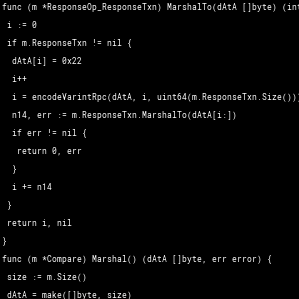 func (m *ResponseOp_ResponseTxn) MarshalTo(dAtA []byte) (int
i := 0
if m.ResponseTxn != nil {
dAtA[i] = 0x22
i++
i = encodeVarintRpc(dAtA, i, uint64(m.ResponseTxn.Size()))
n14, err := m.ResponseTxn.MarshalTo(dAtA[i:])
if err != nil {
return 0, err
}
i += n14
}
return i, nil
}
func (m *Compare) Marshal() (dAtA []byte, err error) {
size := m.Size()
dAtA = make([]byte, size)